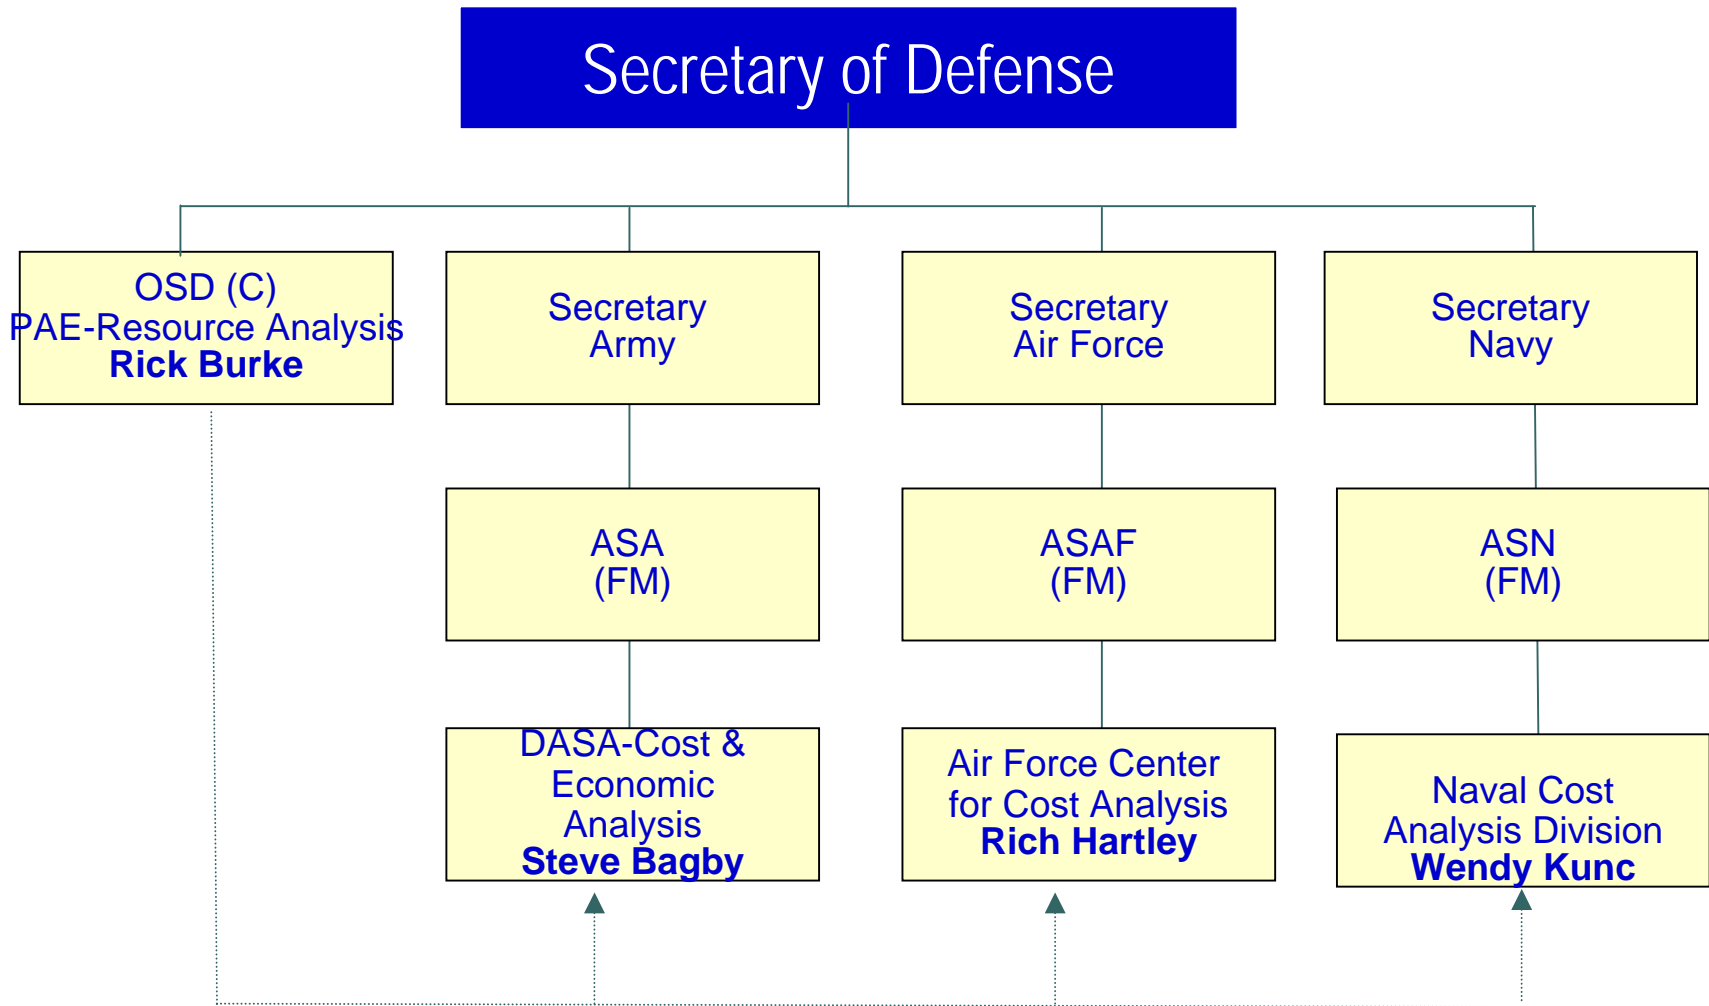 Secretary of Defense
OSD (C)
PAE-Resource Analysis
Rick Burke
Secretary
Army
Secretary
Air Force
Secretary
Navy
ASA
(FM)
ASAF
(FM)
ASN
(FM)
DASA-Cost &
Economic
Analysis
Steve Bagby
Air Force Center
for Cost Analysis
Rich Hartley
Naval Cost
Analysis Division
Wendy Kunc